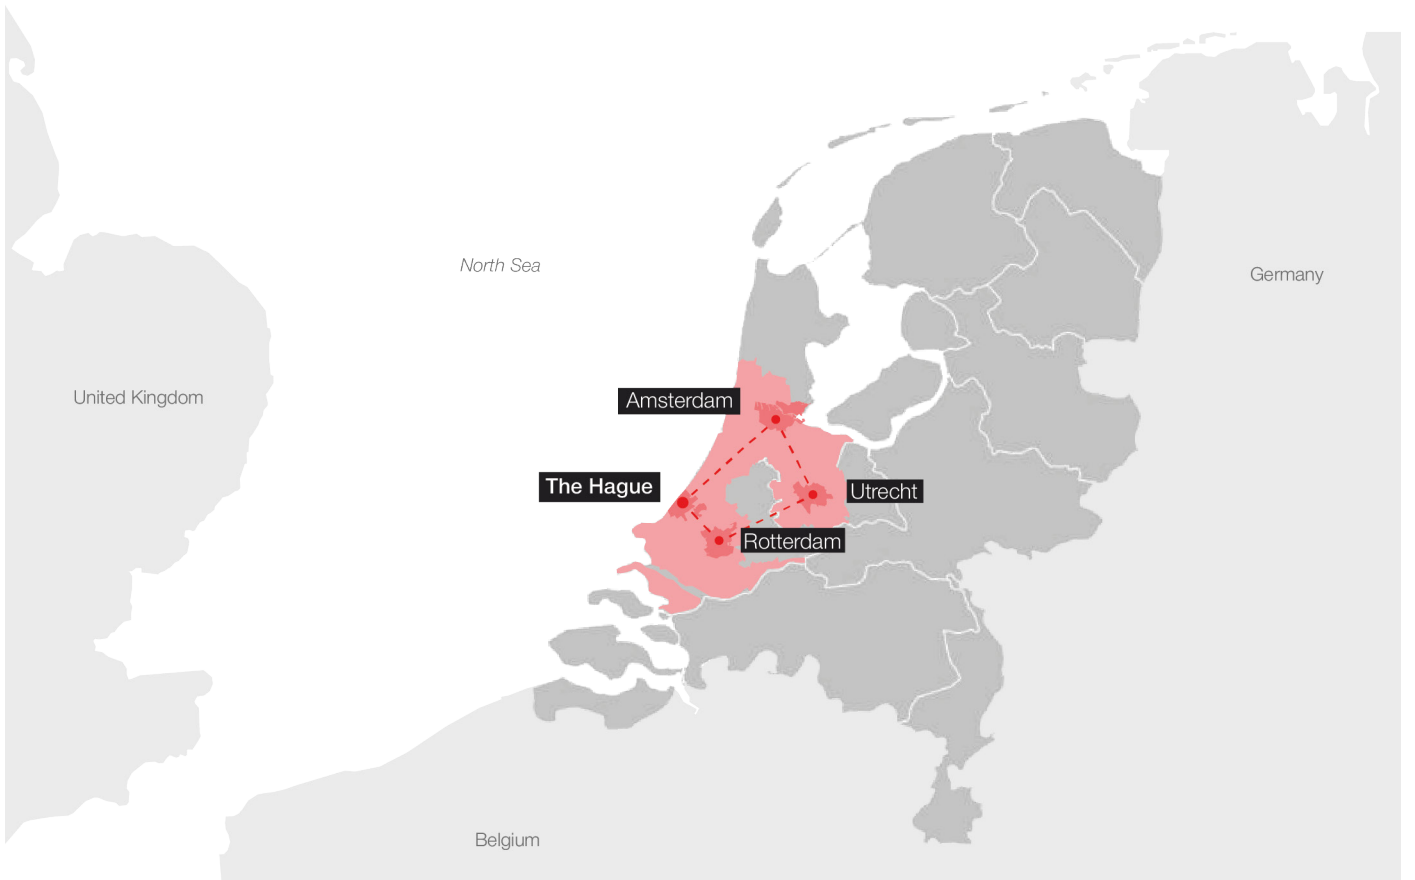 North Sea
Germany
United Kingdom
Amsterdam
The Hague
Utrecht
Rotterdam
Belgium